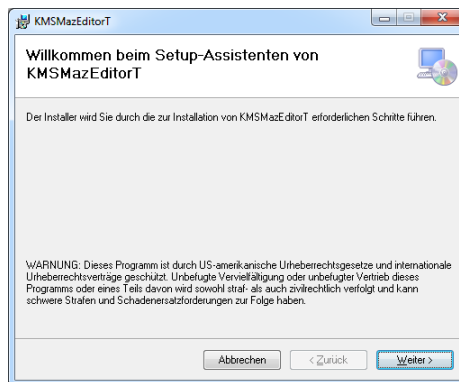 KMSMazEditorT
Willkommen beim Setup-Assistenten von
KMSMazEditorT
Der Installer wird Sie durch die zur Installation von KMSMazEditorT erforderlichen Schritte führen.
WARNUNG: Dieses Programm ist durch US-amerikanische Urheberrechtsgesetze und internationale
Urheberrechtsverträge geschützt. Unbefugte Vervielfältigung oder unbefugter Vertrieb dieses
Programms oder eines Teils davon wird sowohl straf- als auch zivilrechtlich verfolgt und kann
schwere Strafen und Schadenersatzforderungen zur Folge haben.
Abbrechen
< Zurück
Weiter >